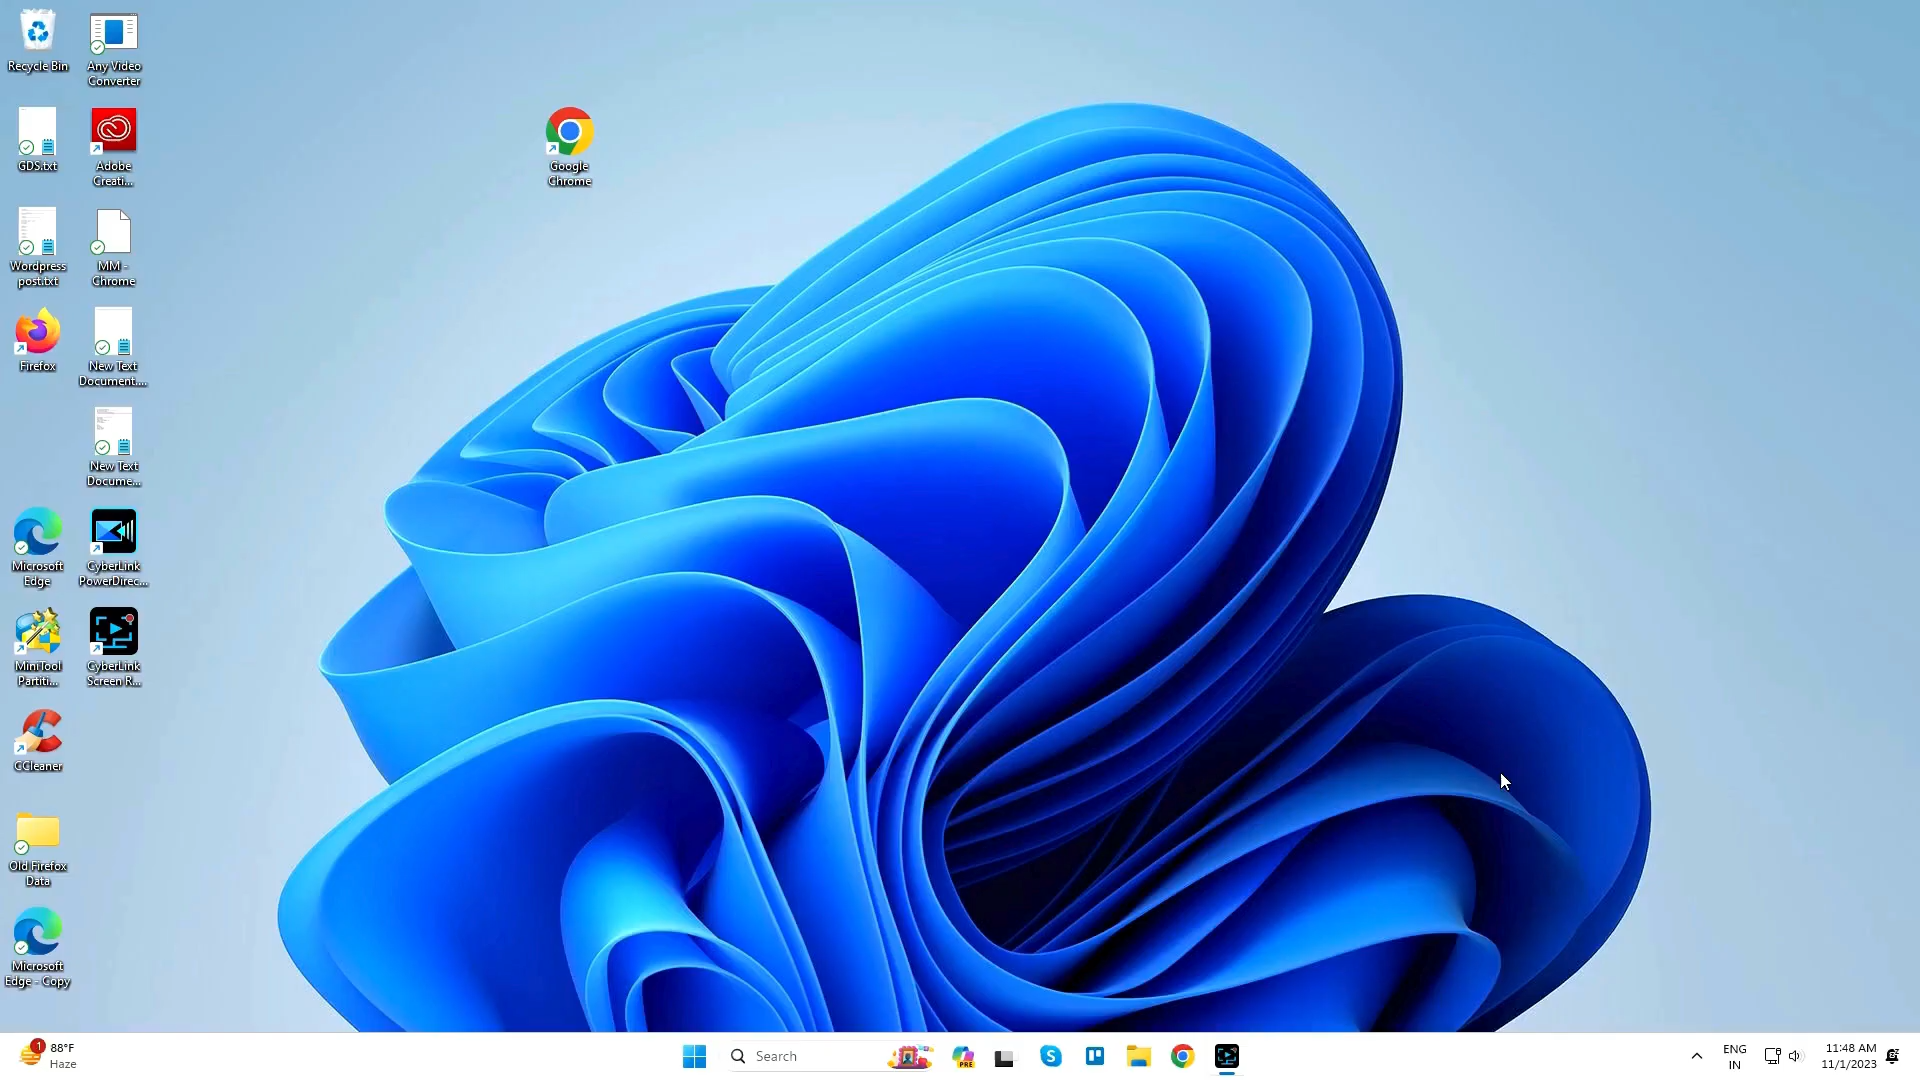 Recycle Bin
Any Video
Converter
GDS.txt
Adobe
Creati...
Google
Chrome
Wordpress
post.txt
MM -
Chrome
Firefox
New Text
Document....
New Text
Docume...
Microsoft
Edge
CyberLink
PowerDirec...
MiniTool
Partiti...
CyberLink
Screen R...
CCleaner
Old Firefox
Data
Microsoft
Edge - Copy
1
88°F
Haze
Search
PRE
ENG
IN
11:48 AM
11/1/2023